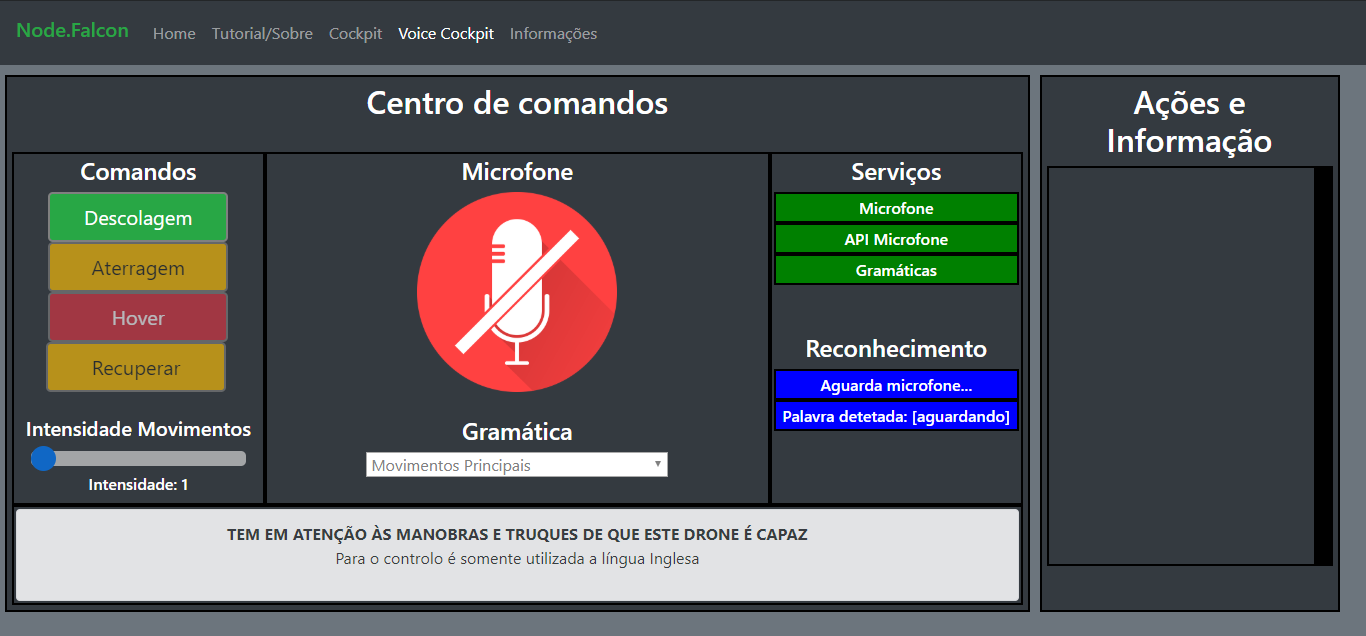 Node.Falcon
Home Tutorial/Sobre Cockpit Voice Cockpit Informações
Centro de comandos
Comandos
Descolagem
Aterragem
Hover
Recuperar
Intensidade Movimentos
Intensidade: 1
Microfone
Gramática
Movimentos Principais
Serviços
Microfone
API Microfone
Gramáticas
Reconhecimento
Aguarda microfone...
Palavra detetada: [aguardando]
TEM EM ATENÇÃO ÀS MANOBRAS E TRUQUES DE QUE ESTE DRONE É CAPAZ
Para o controlo é somente utilizada a língua Inglesa
Ações e
Informação